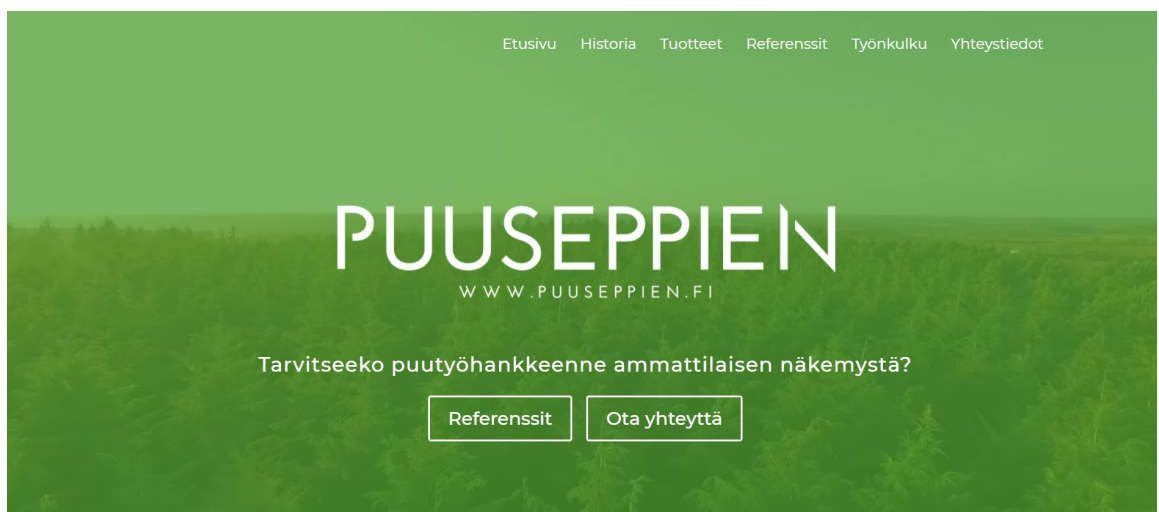 Etusivu Historia Tuotteet Referenssit Työnkulku Yhteystiedot
PUUSEPPIEN
WWW.PUUSEPPIEN.FI
Tarvitseeko puutyöhankkeenne ammattilaisen näkemystä?
Referenssit Ota yhteyttä